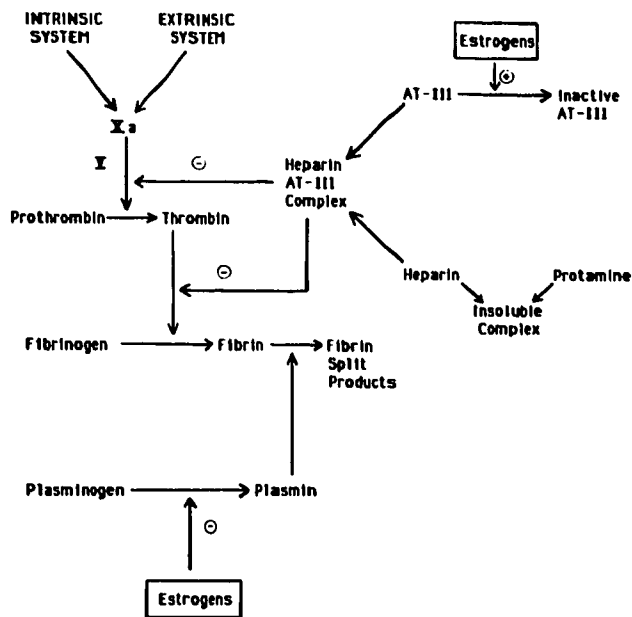 INTRINSIC SYSTEM
EXTRINSIC SYSTEM
Estrogens
⊕
AT-III
Inactive AT-III
Xa
V
⊖
Heparin AT-III Complex
Prothrombin
Thrombin
⊖
Heparin
Protamine
Insoluble Complex
Fibrinogen
Fibrin
Fibrin Split Products
Plasminogen
Plasmin
⊖
Estrogens